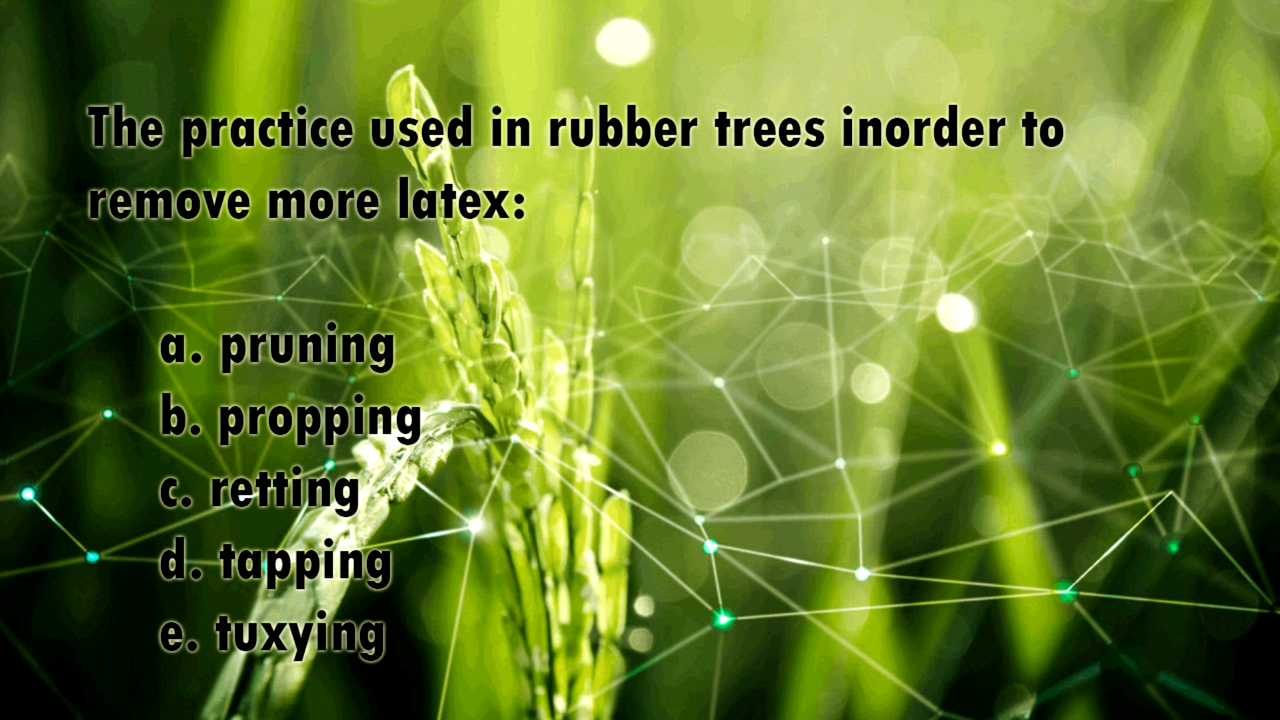 The practice used in rubber trees inorder to
remove more latex:
a. pruning
b. propping
c. retting
d. tapping
e. tuxying